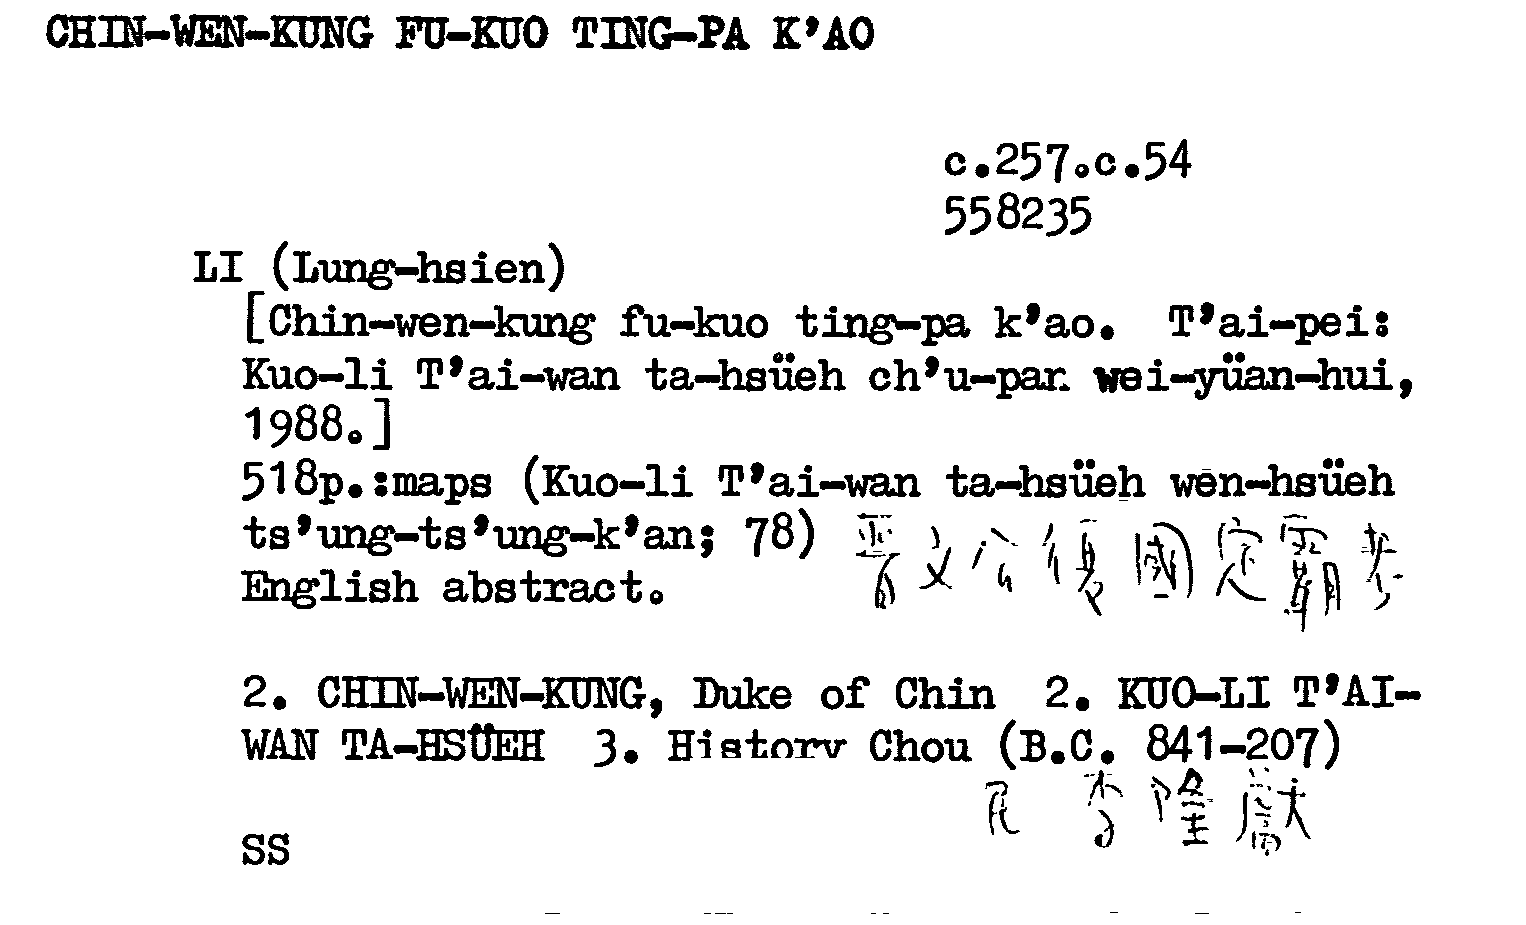 CHIN-WEN-KUNG FU-KUO TING-PA K'AO
c.257.c.54
558235
LI (Lung-hsien)
[Chin-wen-kung fu-kuo ting-pa k'ao. T'ai-pei:
Kuo-li T'ai-wan ta-hsüeh ch'u-pan wei-yüan-hui,
1988.]
518p.:maps (Kuo-li T'ai-wan ta-hsüeh wen-hsüeh
ts'ung-ts'ung-k'an; 78) 晋文公復國定霸考
English abstract.
2. CHIN-WEN-KUNG, Duke of Chin 2. KUO-LI T'AI-
WAN TA-HSÜEH 3. History Chou (B.C. 841-207)
李隆獻
SS